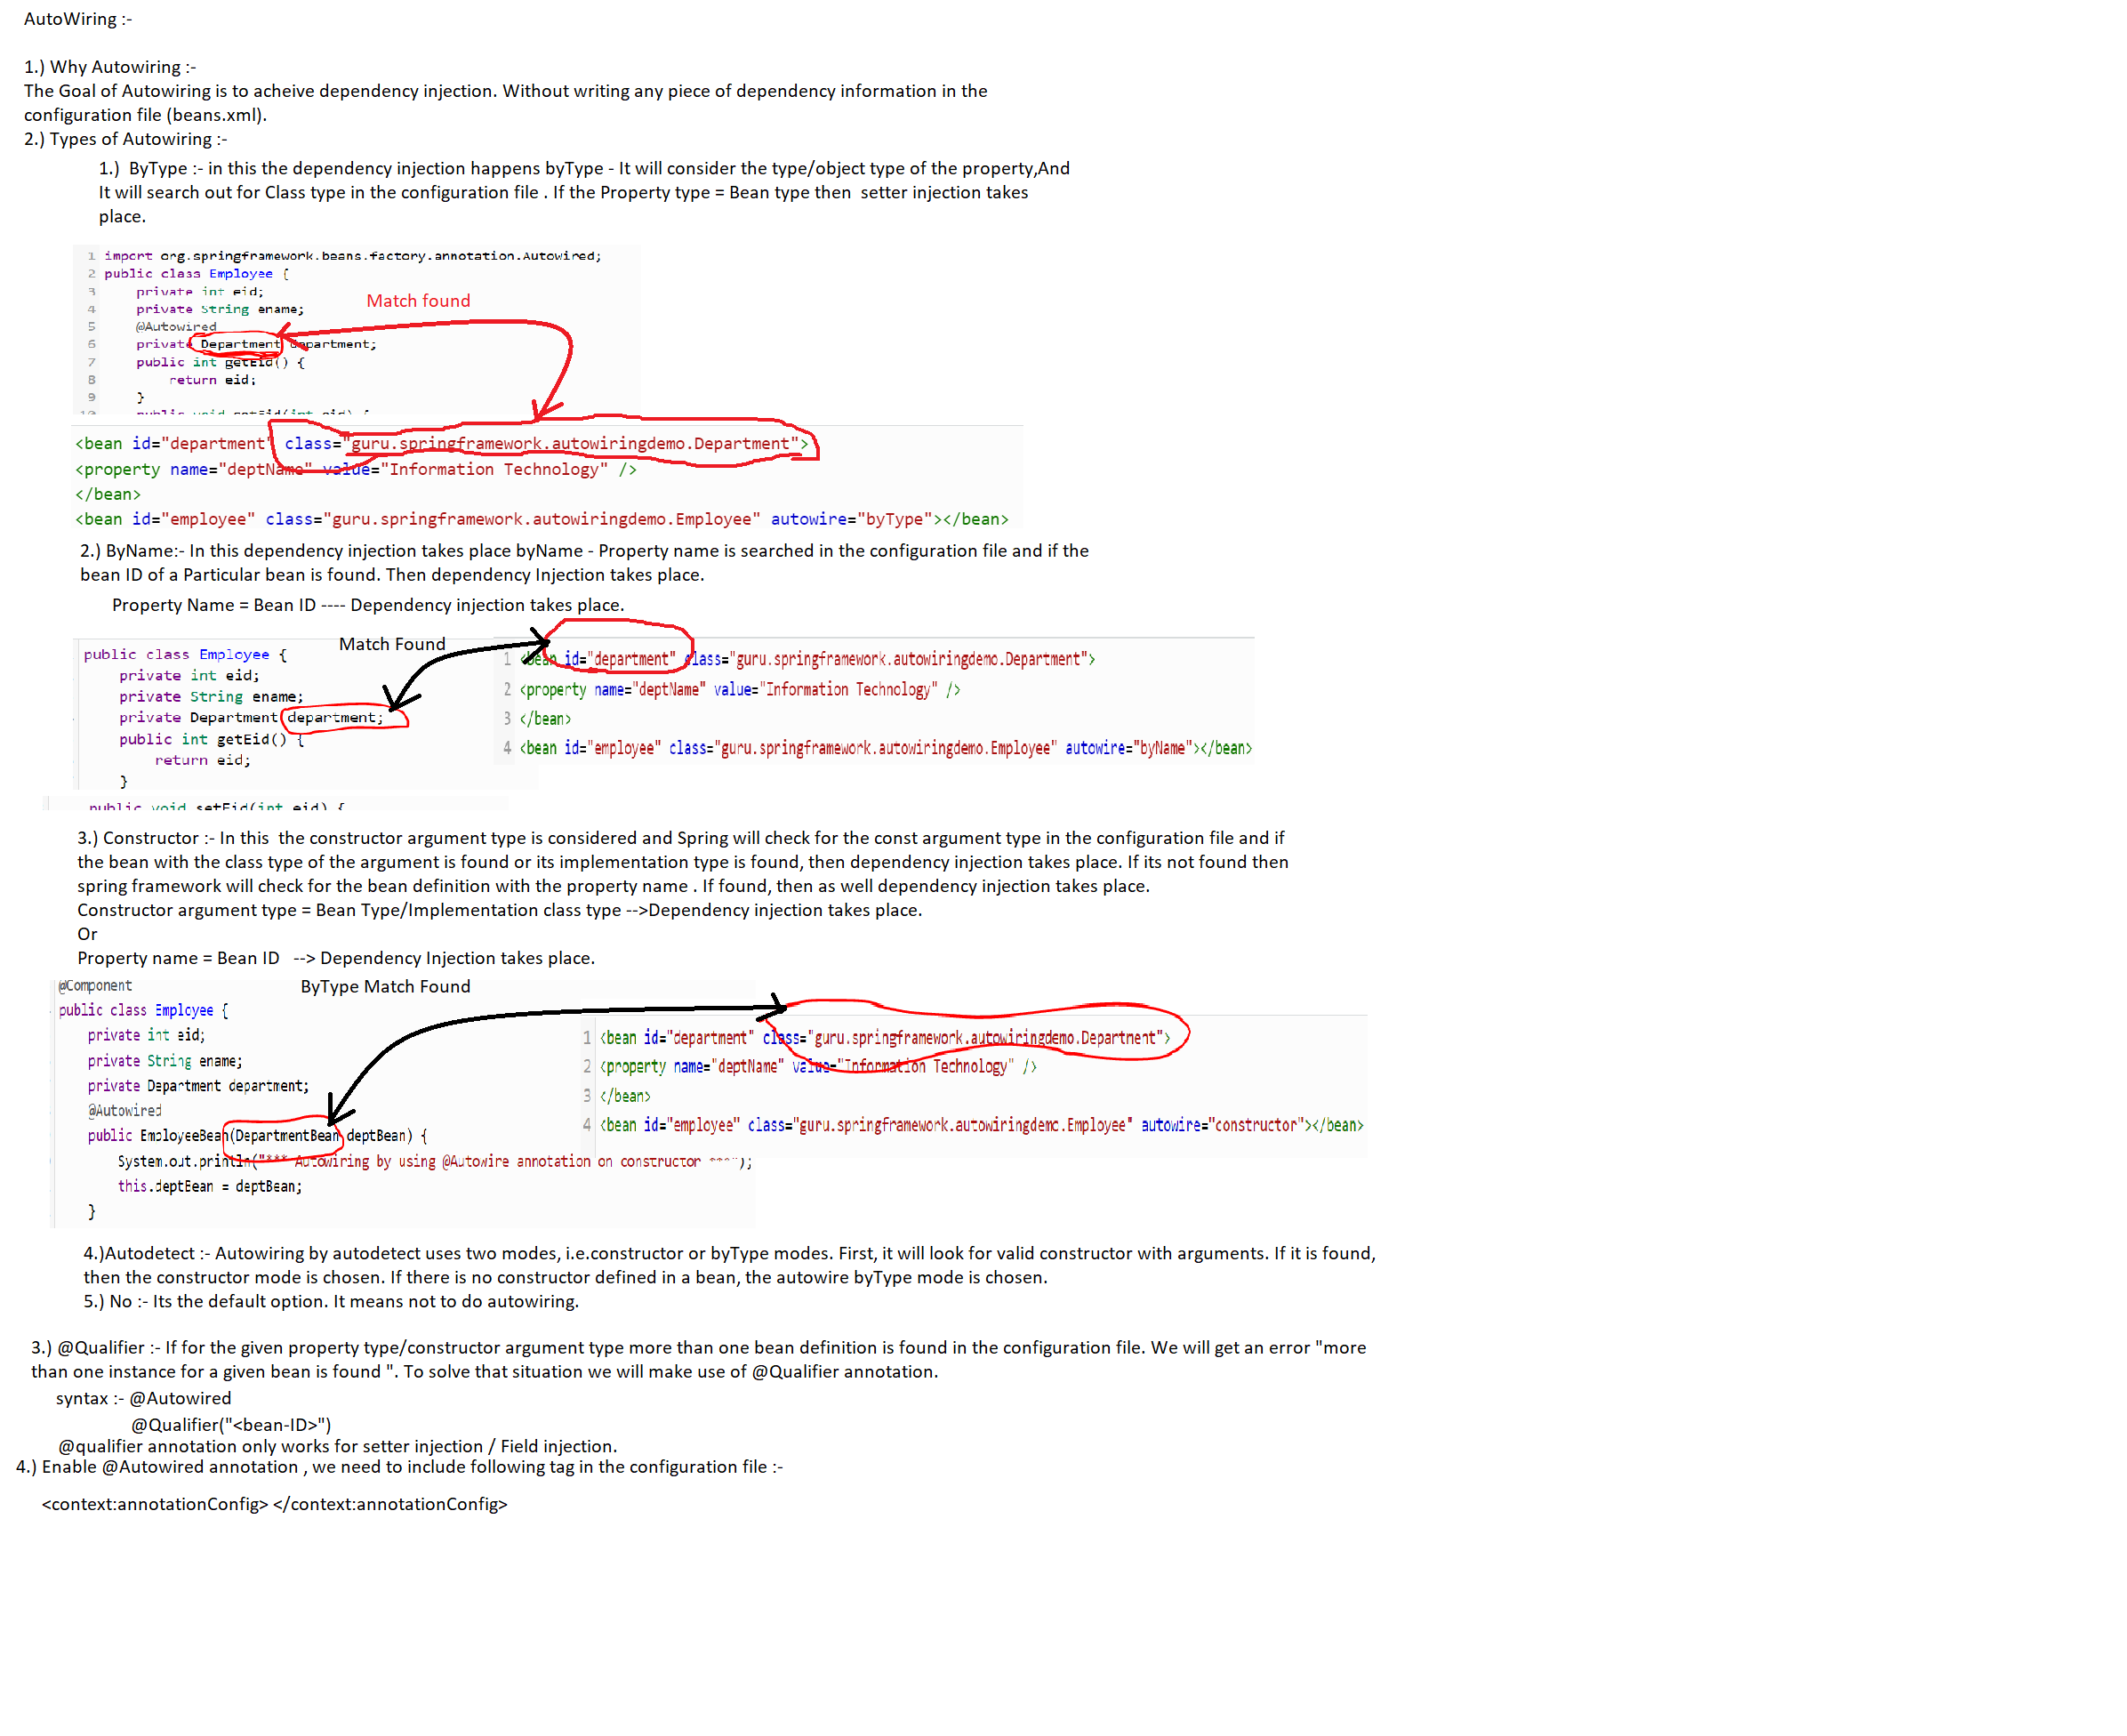 AutoWiring :-
1.) Why Autowiring :-
The Goal of Autowiring is to acheive dependency injection. Without writing any piece of dependency information in the
configuration file (beans.xml).
2.) Types of Autowiring :-
1.) ByType :- in this the dependency injection happens byType - It will consider the type/object type of the property,And
It will search out for Class type in the configuration file . If the Property type = Bean type then setter injection takes
place.
1 import org.springframework.beans.factory.annotation.Autowired;
2 public class Employee {
3 private int eid;
4 private String ename;
Match found
5 @Autowired
6 private Department department;
7 public int getEid() {
8 return eid;
9 }
10 public void setEid(int eid) {
<bean id="department" class="guru.springframework.autowiringdemo.Department">
<property name="deptName" value="Information Technology" />
</bean>
<bean id="employee" class="guru.springframework.autowiringdemo.Employee" autowire="byType"></bean>
2.) ByName:- In this dependency injection takes place byName - Property name is searched in the configuration file and if the
bean ID of a Particular bean is found. Then dependency Injection takes place.
Property Name = Bean ID ---- Dependency injection takes place.
Match Found
public class Employee {
private int eid;
private String ename;
private Department department;
public int getEid() {
return eid;
}
public void setEid(int eid) {
1 <bean id="department" class="guru.springframework.autowiringdemo.Department">
2 <property name="deptName" value="Information Technology" />
3 </bean>
4 <bean id="employee" class="guru.springframework.autowiringdemo.Employee" autowire="byName"></bean>
3.) Constructor :- In this the constructor argument type is considered and Spring will check for the const argument type in the configuration file and if
the bean with the class type of the argument is found or its implementation type is found, then dependency injection takes place. If its not found then
spring framework will check for the bean definition with the property name . If found, then as well dependency injection takes place.
Constructor argument type = Bean Type/Implementation class type -->Dependency injection takes place.
Or
Property name = Bean ID --> Dependency Injection takes place.
@Component
ByType Match Found
public class Employee {
private int eid;
private String ename;
private Department department;
@Autowired
public EmployeeBean(DepartmentBean deptBean) {
System.out.println("*** Autowiring by using @Autowire annotation on constructor ***");
this.deptBean = deptBean;
}
1 <bean id="department" class="guru.springframework.autowiringdemo.Department">
2 <property name="deptName" value="Information Technology" />
3 </bean>
4 <bean id="employee" class="guru.springframework.autowiringdemo.Employee" autowire="constructor"></bean>
4.)Autodetect :- Autowiring by autodetect uses two modes, i.e.constructor or byType modes. First, it will look for valid constructor with arguments. If it is found,
then the constructor mode is chosen. If there is no constructor defined in a bean, the autowire byType mode is chosen.
5.) No :- Its the default option. It means not to do autowiring.
3.) @Qualifier :- If for the given property type/constructor argument type more than one bean definition is found in the configuration file. We will get an error "more
than one instance for a given bean is found ". To solve that situation we will make use of @Qualifier annotation.
syntax :- @Autowired
@Qualifier("<bean-ID>")
@qualifier annotation only works for setter injection / Field injection.
4.) Enable @Autowired annotation , we need to include following tag in the configuration file :-
<context:annotationConfig> </context:annotationConfig>